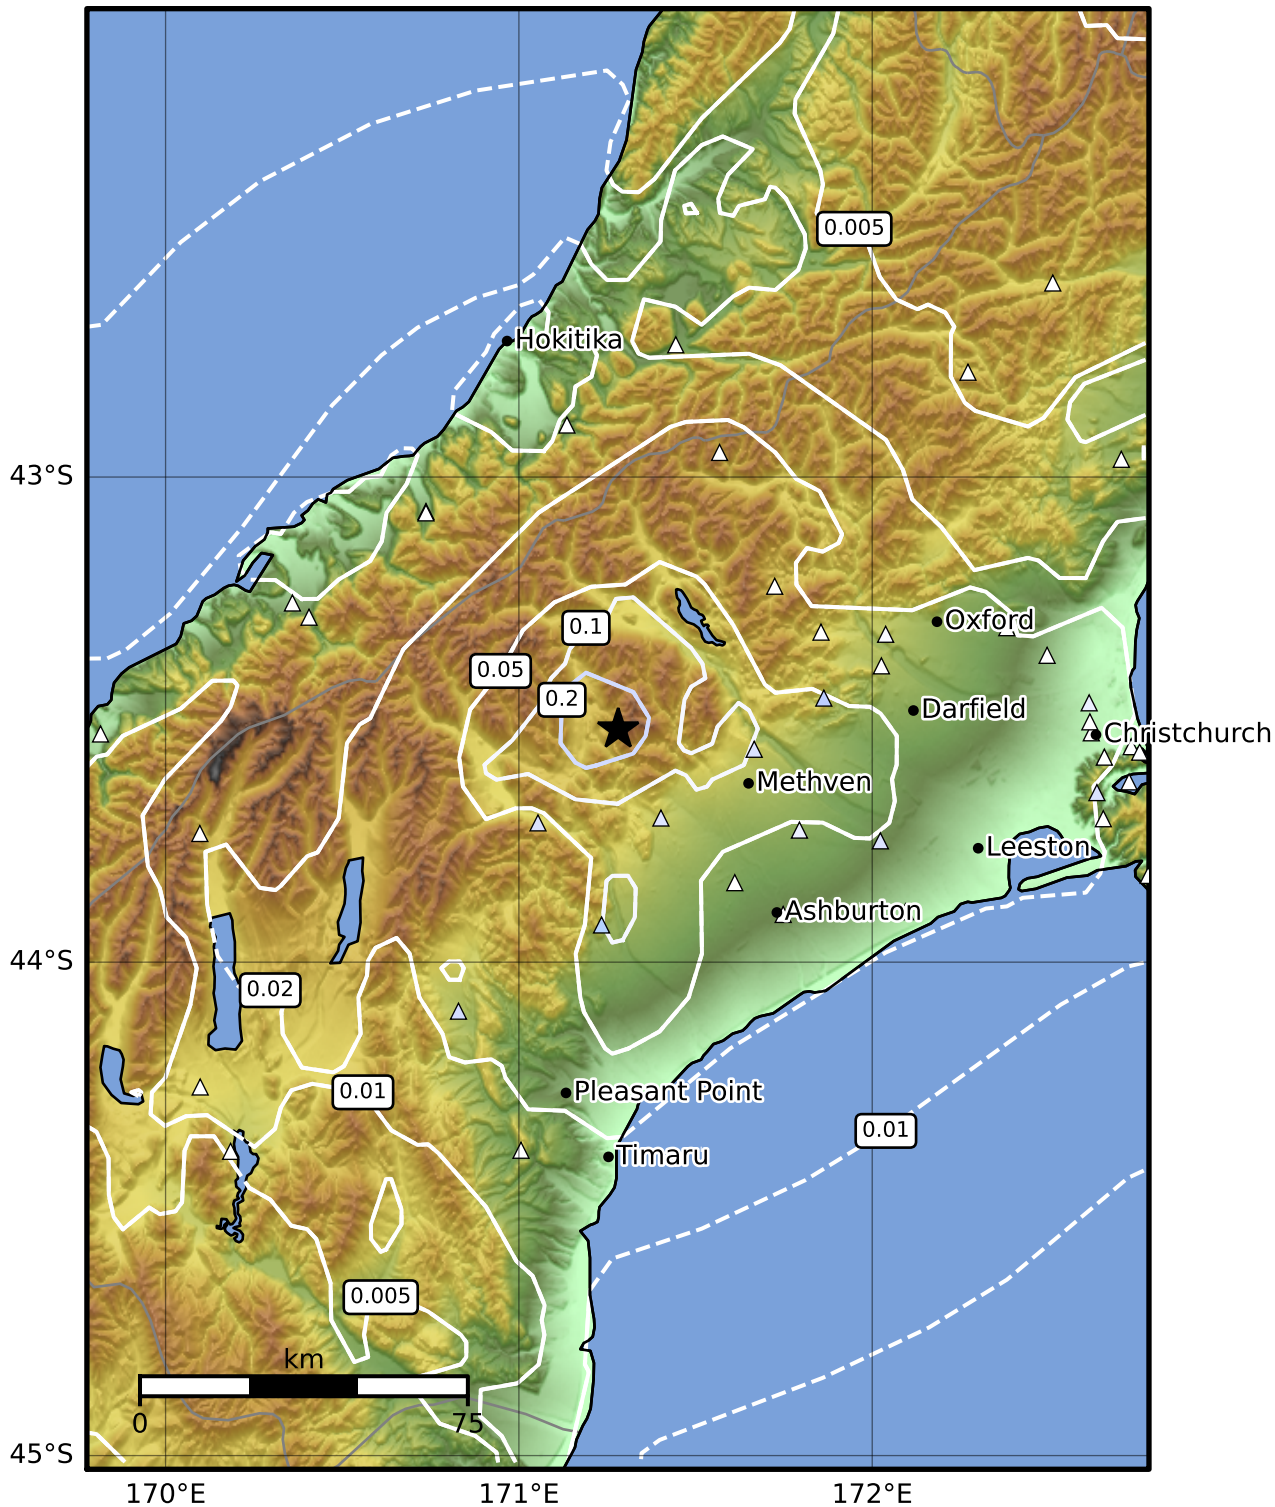 0.005
Hokitika
43°S
Oxford
0.1
0.05
0.2
Darfield
Christchurch
Methven
Leeston
Ashburton
44°S
0.02
0.01
Pleasant Point
0.01
Timaru
0.005
km
0
75
45°S
170°E
171°E
172°E